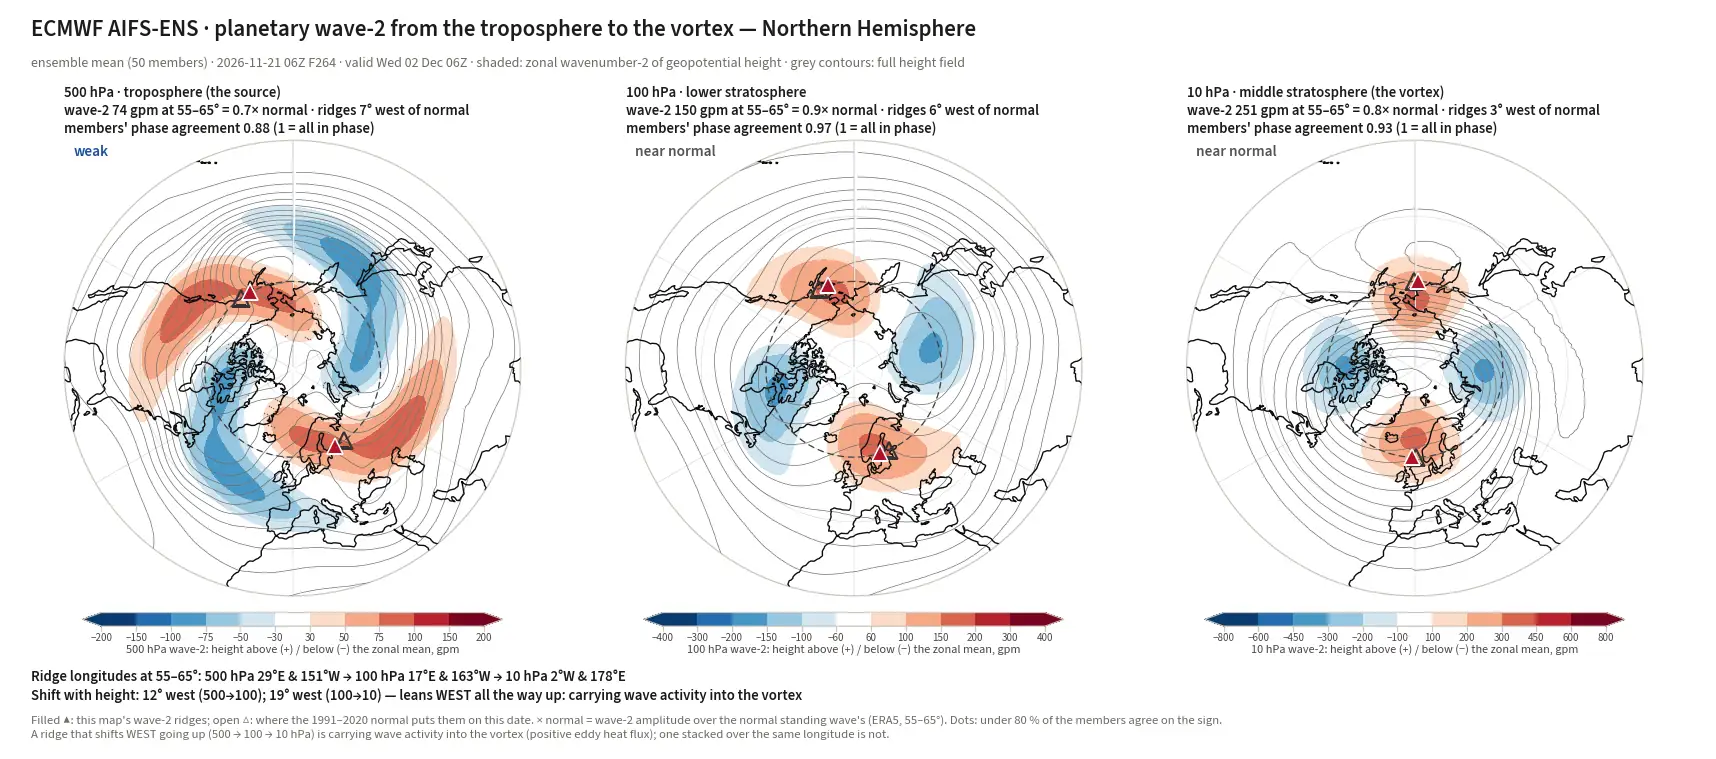 ECMWF AIFS-ENS · planetary wave-2 from the troposphere to the vortex — Northern Hemisphere
ensemble mean (50 members) · 2026-11-21 06Z F264 · valid Wed 02 Dec 06Z · shaded: zonal wavenumber-2 of geopotential height · grey contours: full height field
500 hPa · troposphere (the source)
wave-2 74 gpm at 55–65° = 0.7× normal · ridges 7° west of normal
members' phase agreement 0.88 (1 = all in phase)
weak
100 hPa · lower stratosphere
wave-2 150 gpm at 55–65° = 0.9× normal · ridges 6° west of normal
members' phase agreement 0.97 (1 = all in phase)
near normal
10 hPa · middle stratosphere (the vortex)
wave-2 251 gpm at 55–65° = 0.8× normal · ridges 3° west of normal
members' phase agreement 0.93 (1 = all in phase)
near normal
−200 −150 −100 −75 −50 −30 30 50 75 100 150 200
500 hPa wave-2: height above (+) / below (−) the zonal mean, gpm
−400 −300 −200 −150 −100 −60 60 100 150 200 300 400
100 hPa wave-2: height above (+) / below (−) the zonal mean, gpm
−800 −600 −450 −300 −200 −100 100 200 300 450 600 800
10 hPa wave-2: height above (+) / below (−) the zonal mean, gpm
Ridge longitudes at 55–65°: 500 hPa 29°E & 151°W → 100 hPa 17°E & 163°W → 10 hPa 2°W & 178°E
Shift with height: 12° west (500→100); 19° west (100→10) — leans WEST all the way up: carrying wave activity into the vortex
Filled ▲: this map's wave-2 ridges; open △: where the 1991–2020 normal puts them on this date. × normal = wave-2 amplitude over the normal standing wave's (ERA5, 55–65°). Dots: under 80 % of the members agree on the sign.
A ridge that shifts WEST going up (500 → 100 → 10 hPa) is carrying wave activity into the vortex (positive eddy heat flux); one stacked over the same longitude is not.